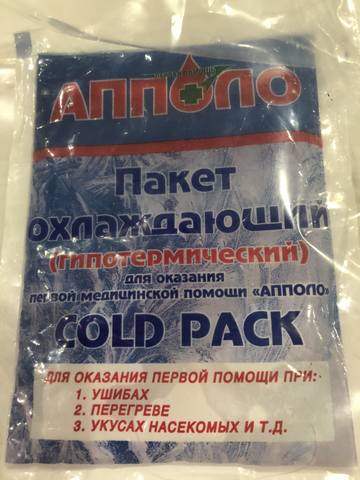 АППОЛО
Пакет
охлаждающий
(гипотермический)
для оказания
первой медицинской помощи «АППОЛО»
COLD PACK
ДЛЯ ОКАЗАНИЯ ПЕРВОЙ ПОМОЩИ ПРИ:
1. УШИБАХ
2. ПЕРЕГРЕВЕ
3. УКУСАХ НАСЕКОМЫХ И Т.Д.